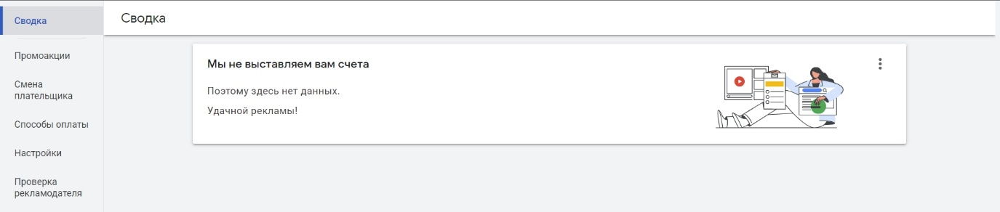 Сводка
Сводка
Промоакции
Смена
плательщика
Способы оплаты
Настройки
Проверка
рекламодателя
Мы не выставляем вам счета
Поэтому здесь нет данных.
Удачной рекламы!